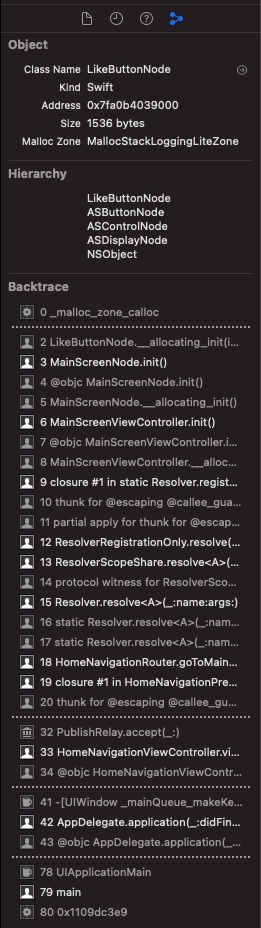 Object
Class Name LikeButtonNode
Kind Swift
Address 0x7fa0b4039000
Size 1536 bytes
Malloc Zone MallocStackLoggingLiteZone
Hierarchy
LikeButtonNode
ASButtonNode
ASControlNode
ASDisplayNode
NSObject
Backtrace
0 _malloc_zone_calloc
2 LikeButtonNode.__allocating_init(i...
3 MainScreenNode.init()
4 @objc MainScreenNode.init()
5 MainScreenNode.__allocating_init()
6 MainScreenViewController.init()
7 @objc MainScreenViewController.i...
8 MainScreenViewController.__alloc...
9 closure #1 in static Resolver.regist...
10 thunk for @escaping @callee_gua...
11 partial apply for thunk for @escap...
12 ResolverRegistrationOnly.resolve(...
13 ResolverScopeShare.resolve<A>(...
14 protocol witness for ResolverSco...
15 Resolver.resolve<A>(_:name:args:)
16 static Resolver.resolve<A>(_:nam...
17 static Resolver.resolve<A>(_:nam...
18 HomeNavigationRouter.goToMain...
19 closure #1 in HomeNavigationPre...
20 thunk for @escaping @callee_gu...
32 PublishRelay.accept(_:)
33 HomeNavigationViewController.vi...
34 @objc HomeNavigationViewContr...
41 -[UIWindow _mainQueue_makeKe...
42 AppDelegate.application(_:didFin...
43 @objc AppDelegate.application(_...
78 UIApplicationMain
79 main
80 0x1109dc3e9